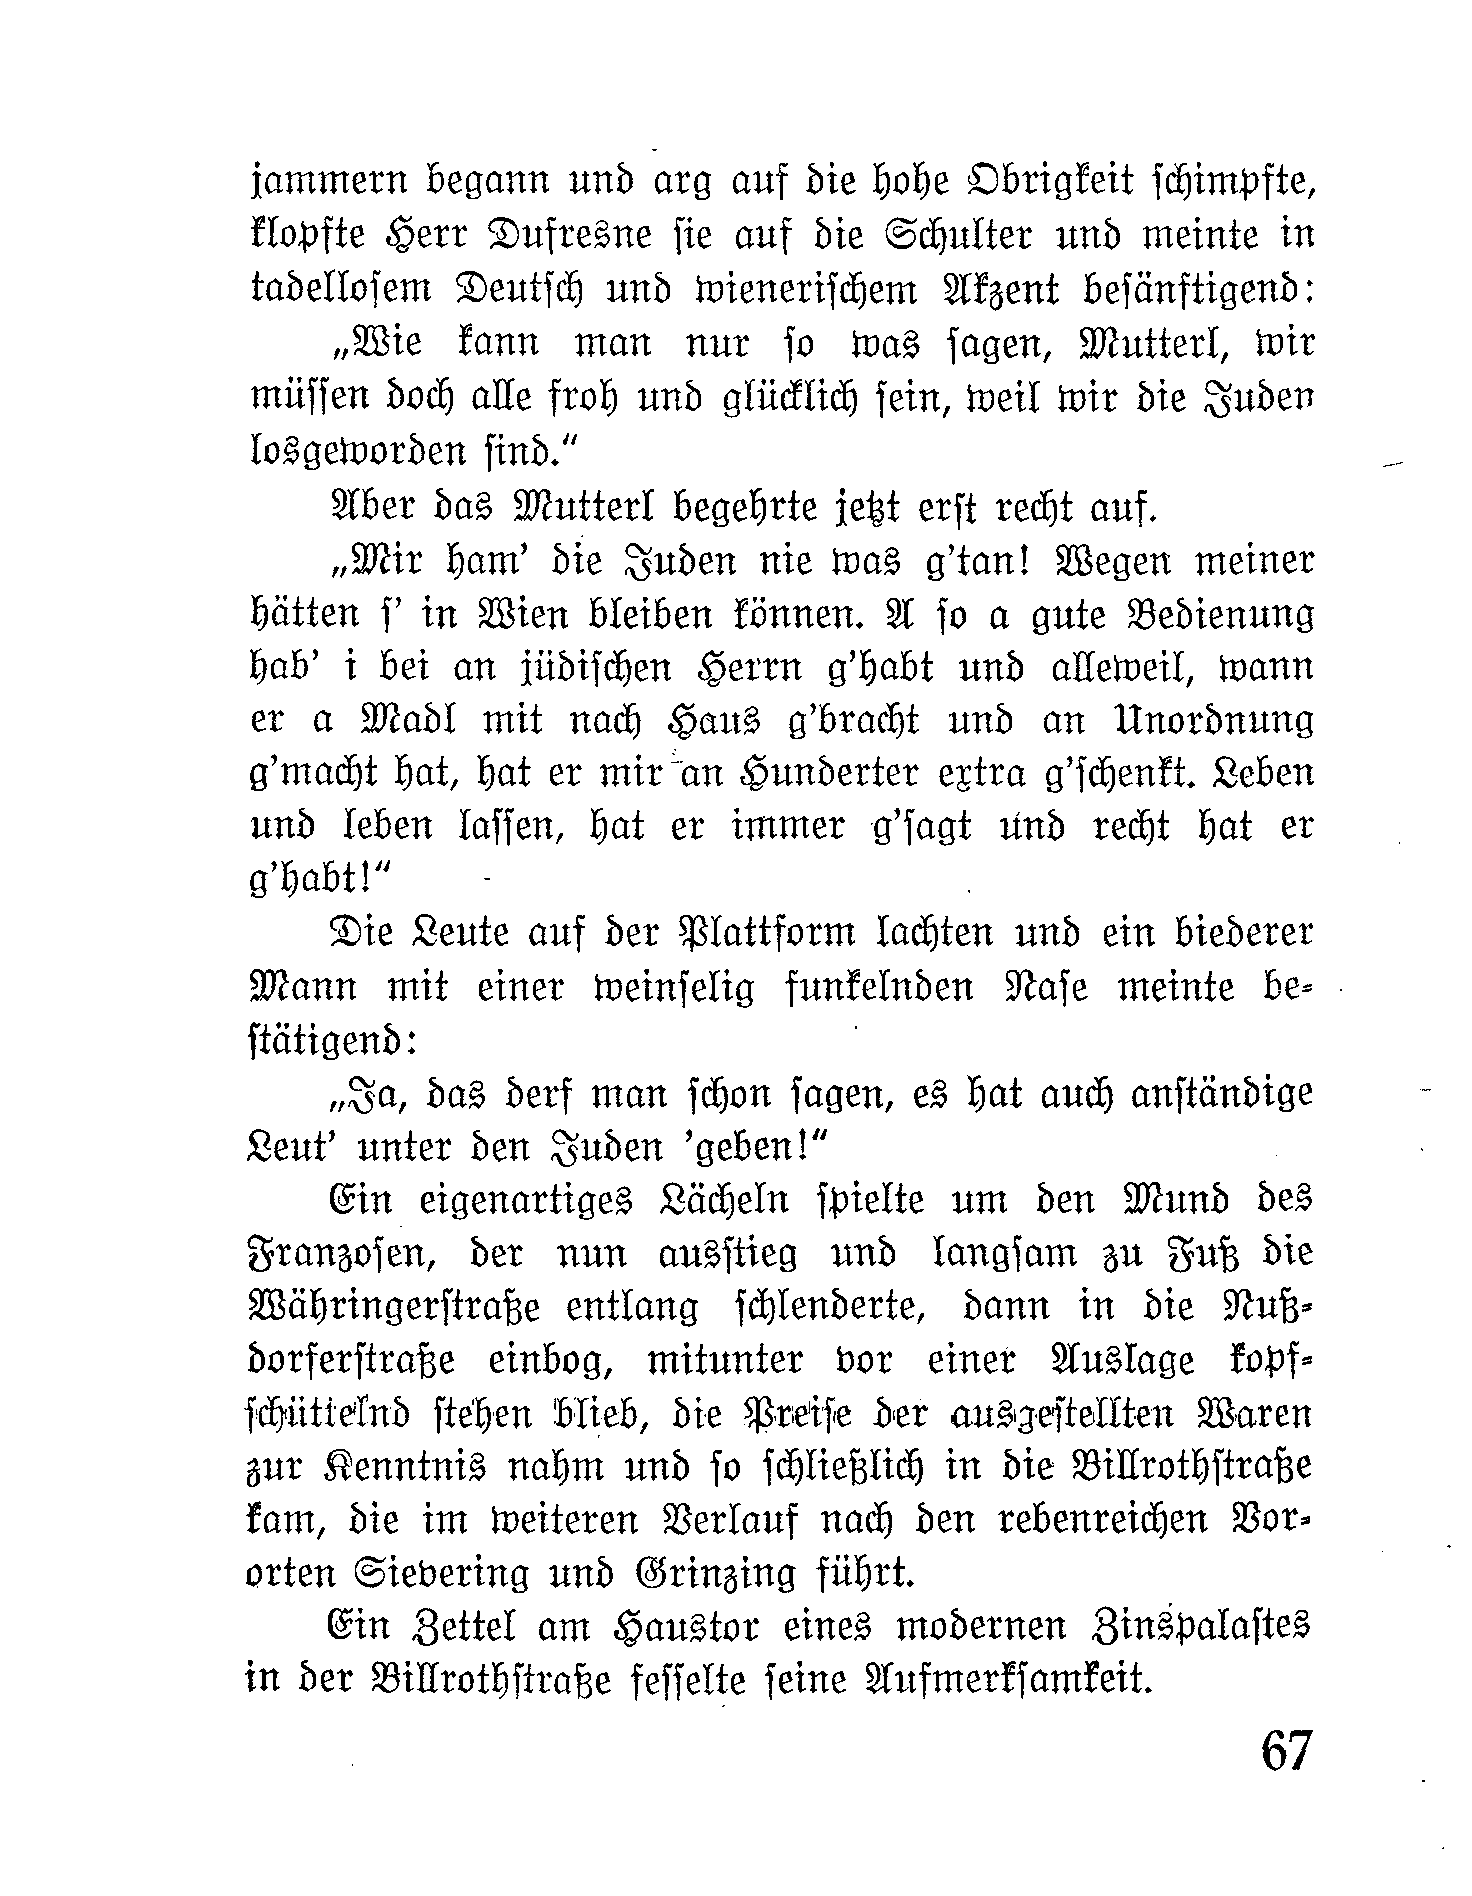 jammern begann und arg auf die hohe Obrigkeit schimpfte,
klopfte Herr Dufresne sie auf die Schulter und meinte in
tadellosem Deutsch und wienerischem Akzent besänftigend:
„Wie kann man nur so was sagen, Mutterl, wir
müssen doch alle froh und glücklich sein, weil wir die Juden
losgeworden sind.“
Aber das Mutterl begehrte jetzt erst recht auf.
„Mir ham’ die Juden nie was g’tan! Wegen meiner
hätten s’ in Wien bleiben können. A so a gute Bedienung
hab’ i bei an jüdischen Herrn g’habt und alleweil, wann
er a Madl mit nach Haus g’bracht und an Unordnung
g’macht hat, hat er mir an Hunderter extra g’schenkt. Leben
und leben lassen, hat er immer g’sagt und recht hat er
g’habt!“
Die Leute auf der Plattform lachten und ein biederer
Mann mit einer weinselig funkelnden Nase meinte be-
stätigend:
„Ja, das derf man schon sagen, es hat auch anständige
Leut’ unter den Juden ’geben!“
Ein eigenartiges Lächeln spielte um den Mund des
Franzosen, der nun ausstieg und langsam zu Fuß die
Währingerstraße entlang schlenderte, dann in die Nuß-
dorferstraße einbog, mitunter vor einer Auslage kopf-
schüttelnd stehen blieb, die Preise der ausgestellten Waren
zur Kenntnis nahm und so schließlich in die Billrothstraße
kam, die im weiteren Verlauf nach den rebenreichen Vor-
orten Sievering und Grinzing führt.
Ein Zettel am Haustor eines modernen Zinspalastes
in der Billrothstraße fesselte seine Aufmerksamkeit.
67